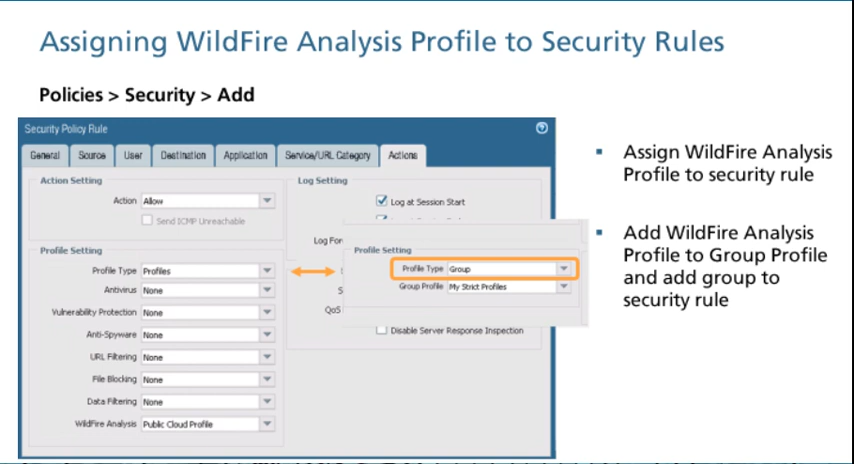 Assigning WildFire Analysis Profile to Security Rules
Policies > Security > Add
Security Policy Rule
General Source User Destination Application Service/URL Category Actions
Action Setting
Action Allow
Send ICMP Unreachable
Log Setting
Log at Session Start
Log For
Profile Setting
Profile Type Profiles
Antivirus None
Vulnerability Protection None
Anti-Spyware None
URL Filtering None
File Blocking None
Data Filtering None
WildFire Analysis Public Cloud Profile
Profile Setting
Profile Type Group
Group Profile My Strict Profiles
S
QoS
Disable Server Response Inspection
▪ Assign WildFire Analysis
Profile to security rule
▪ Add WildFire Analysis
Profile to Group Profile
and add group to
security rule